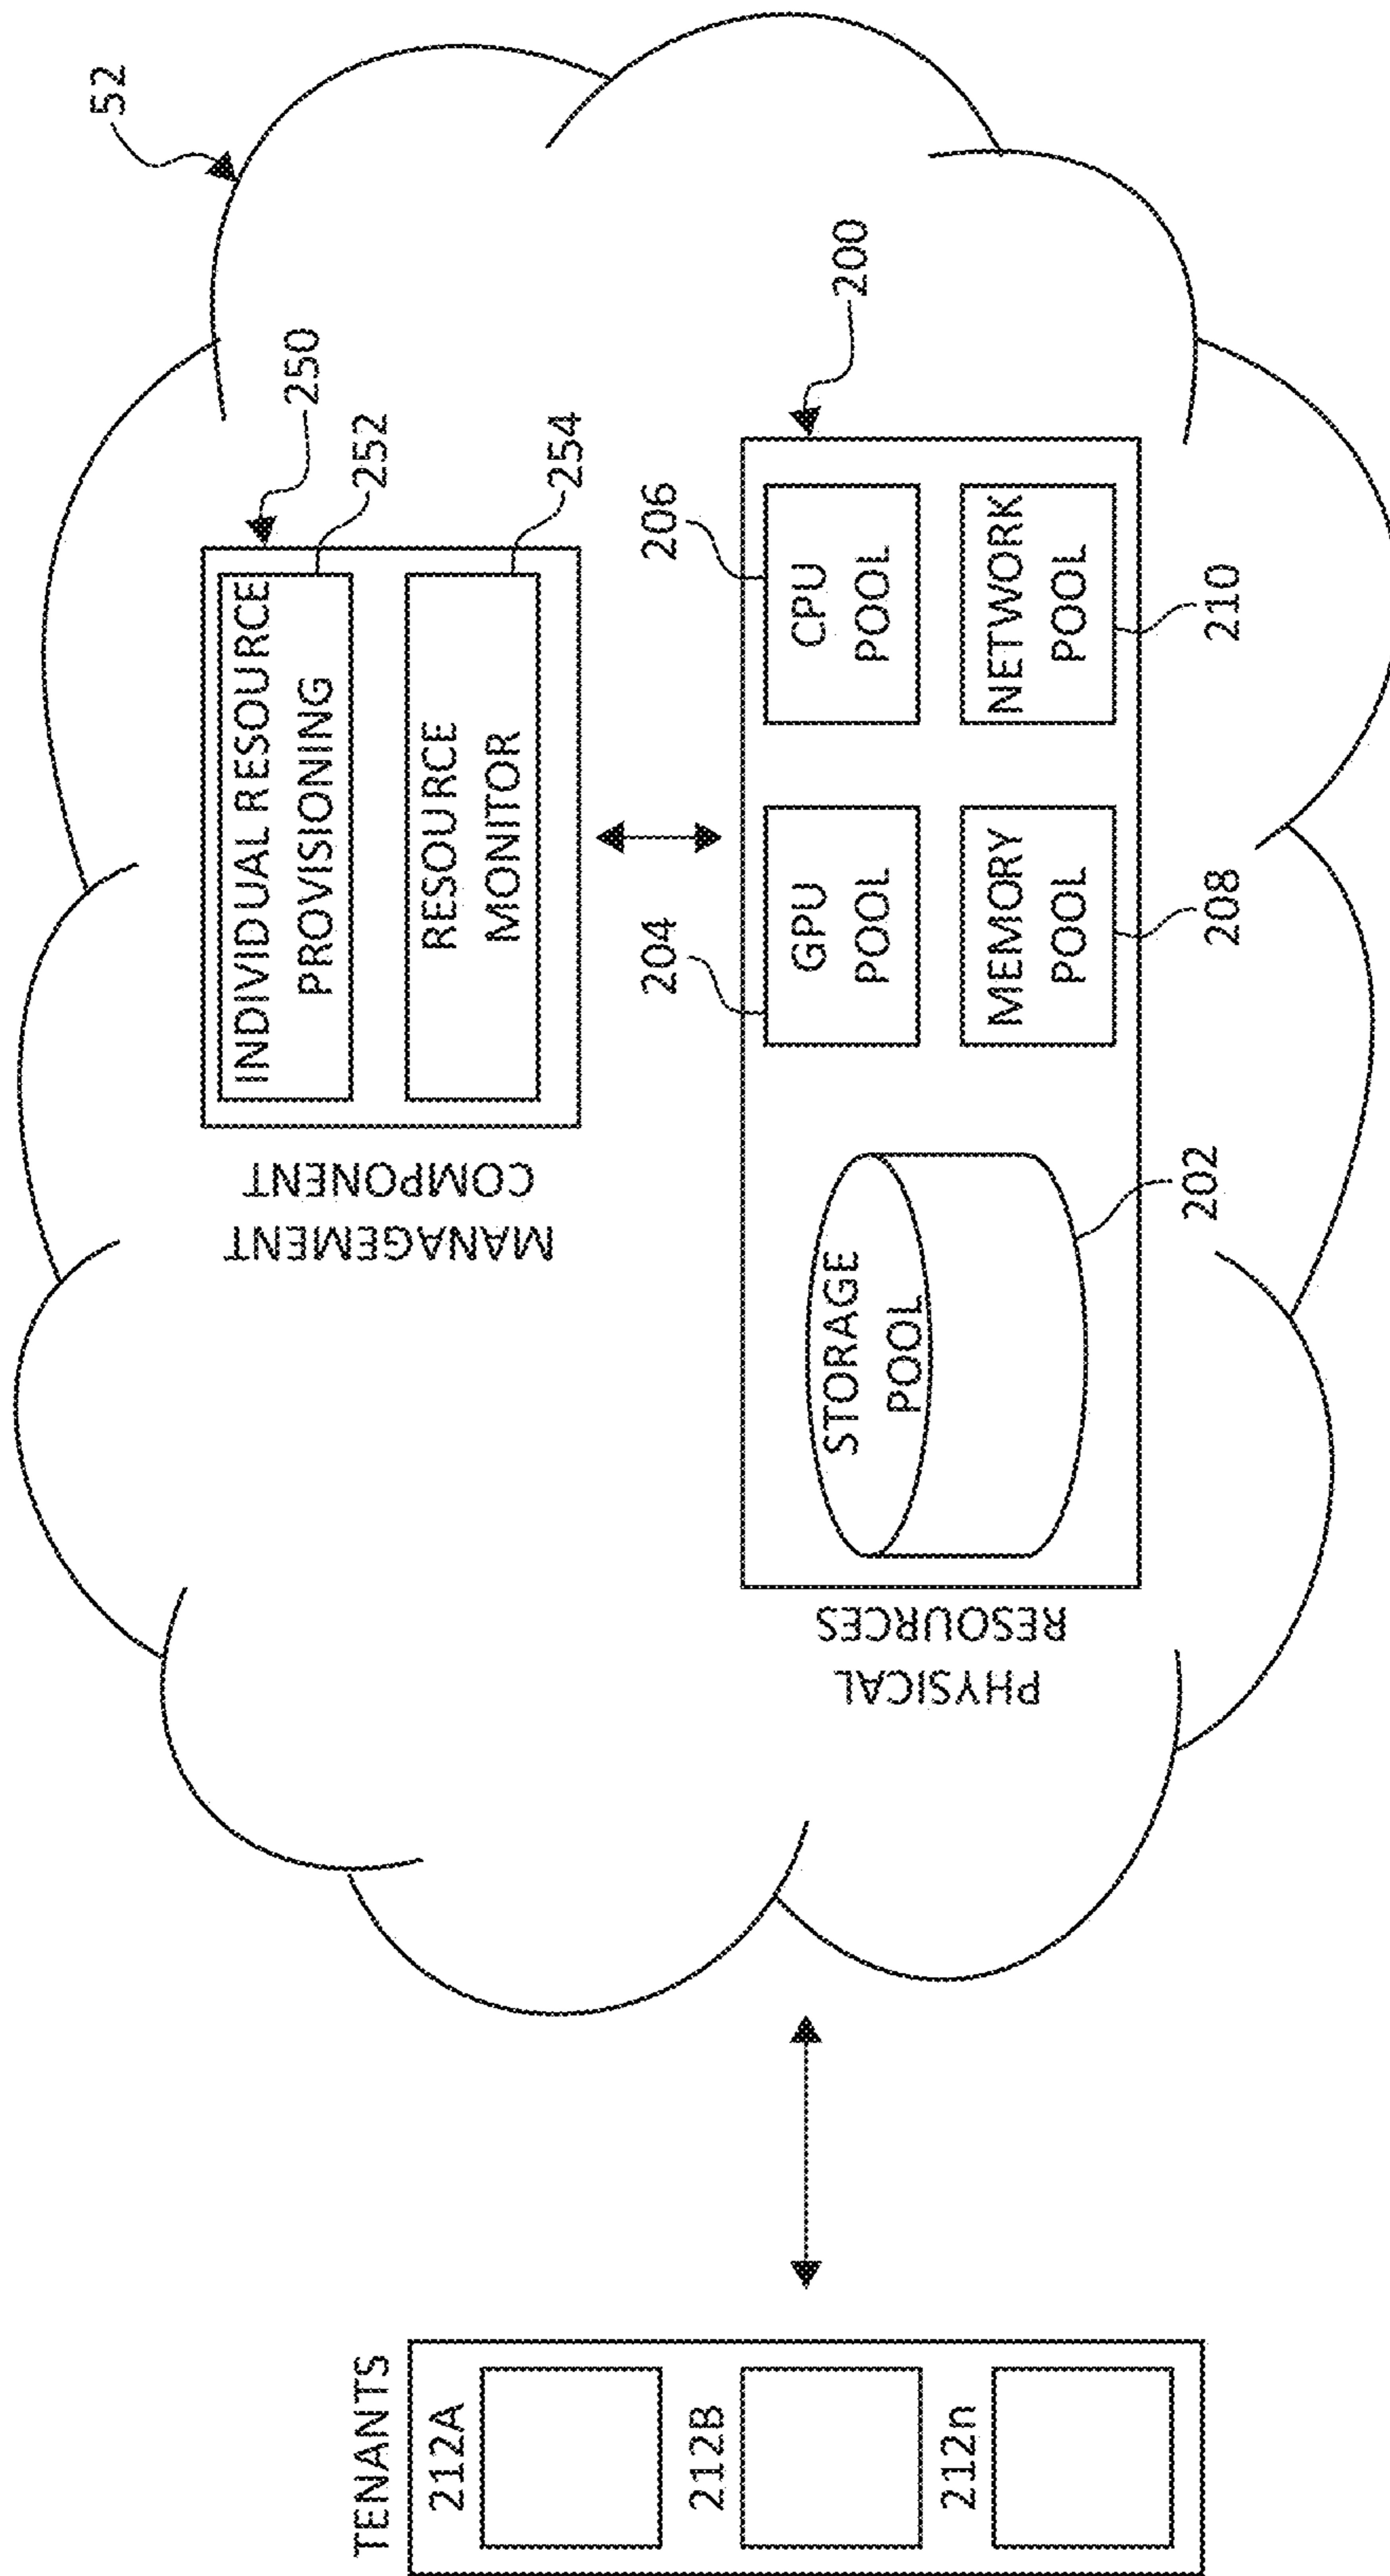 52
TENANTS
212A
212B
212n
MANAGEMENT
COMPONENT
250
INDIVIDUAL RESOURCE
PROVISIONING
252
RESOURCE
MONITOR
254
PHYSICAL
RESOURCES
200
STORAGE
POOL
202
204
GPU
POOL
206
CPU
POOL
MEMORY
POOL
208
NETWORK
POOL
210